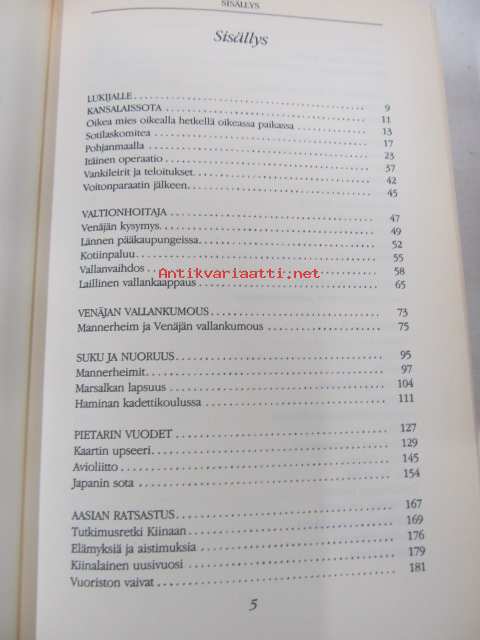 SISÄLLYS
Sisällys
LUKIJALLE 9
KANSALAISSOTA 11
Oikea mies oikealla hetkellä oikeassa paikassa 13
Sotilaskomitea 17
Pohjanmaalla 23
Itäinen operaatio 37
Vankileirit ja teloitukset 42
Voitonparaatin jälkeen 45
VALTIONHOITAJA 47
Venäjän kysymys 49
Lännen pääkaupungeissa 52
Kotiinpaluu 55
Vallanvaihdos 58
Laillinen vallankaappaus 65
Antikvariaatti.net
VENÄJAN VALLANKUMOUS 73
Mannerheim ja Venäjän vallankumous 75
SUKU JA NUORUUS 95
Mannerheimit 97
Marsalkan lapsuus 104
Haminan kadettikoulussa 111
PIETARIN VUODET 127
Kaartin upseeri 129
Avioliitto 145
Japanin sota 154
AASIAN RATSASTUS 167
Tutkimusretki Kiinaan 169
Elämyksiä ja aistimuksia 176
Kiinalainen uusivuosi 179
Vuoriston vaivat 181
5